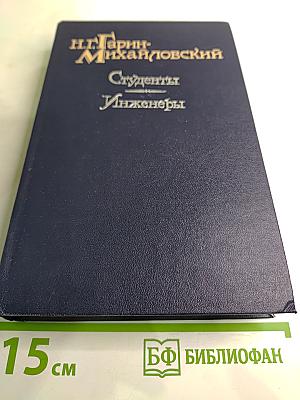 Н.Г. Гарин-
Михайловский
Студенты
Инженеры
15 см
БФ БИБЛИОФАН